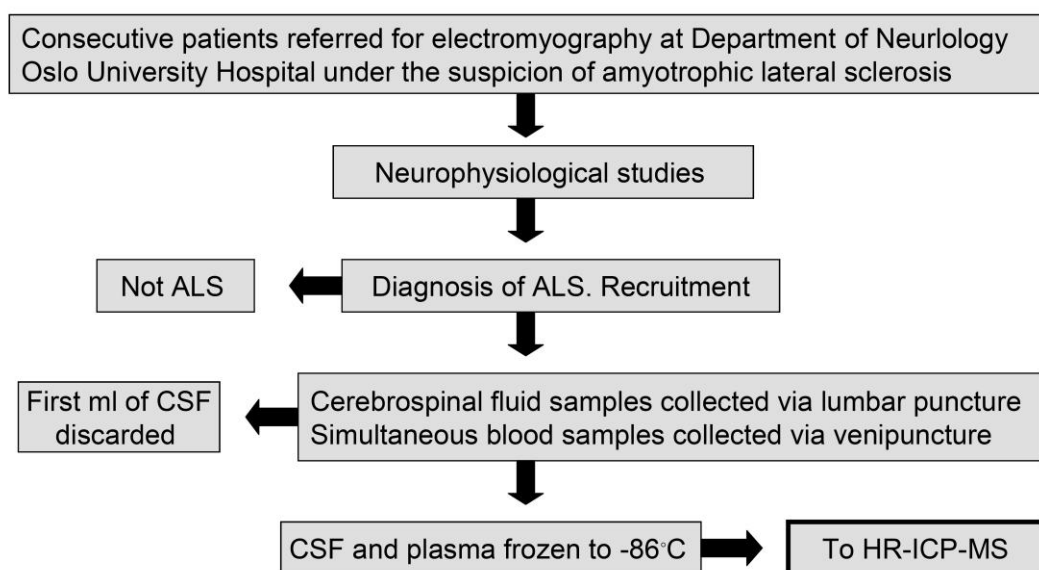 Consecutive patients referred for electromyography at Department of Neurlology
Oslo University Hospital under the suspicion of amyotrophic lateral sclerosis
Neurophysiological studies
Not ALS
Diagnosis of ALS. Recruitment
First ml of CSF
discarded
Cerebrospinal fluid samples collected via lumbar puncture
Simultaneous blood samples collected via venipuncture
CSF and plasma frozen to -86°C
To HR-ICP-MS